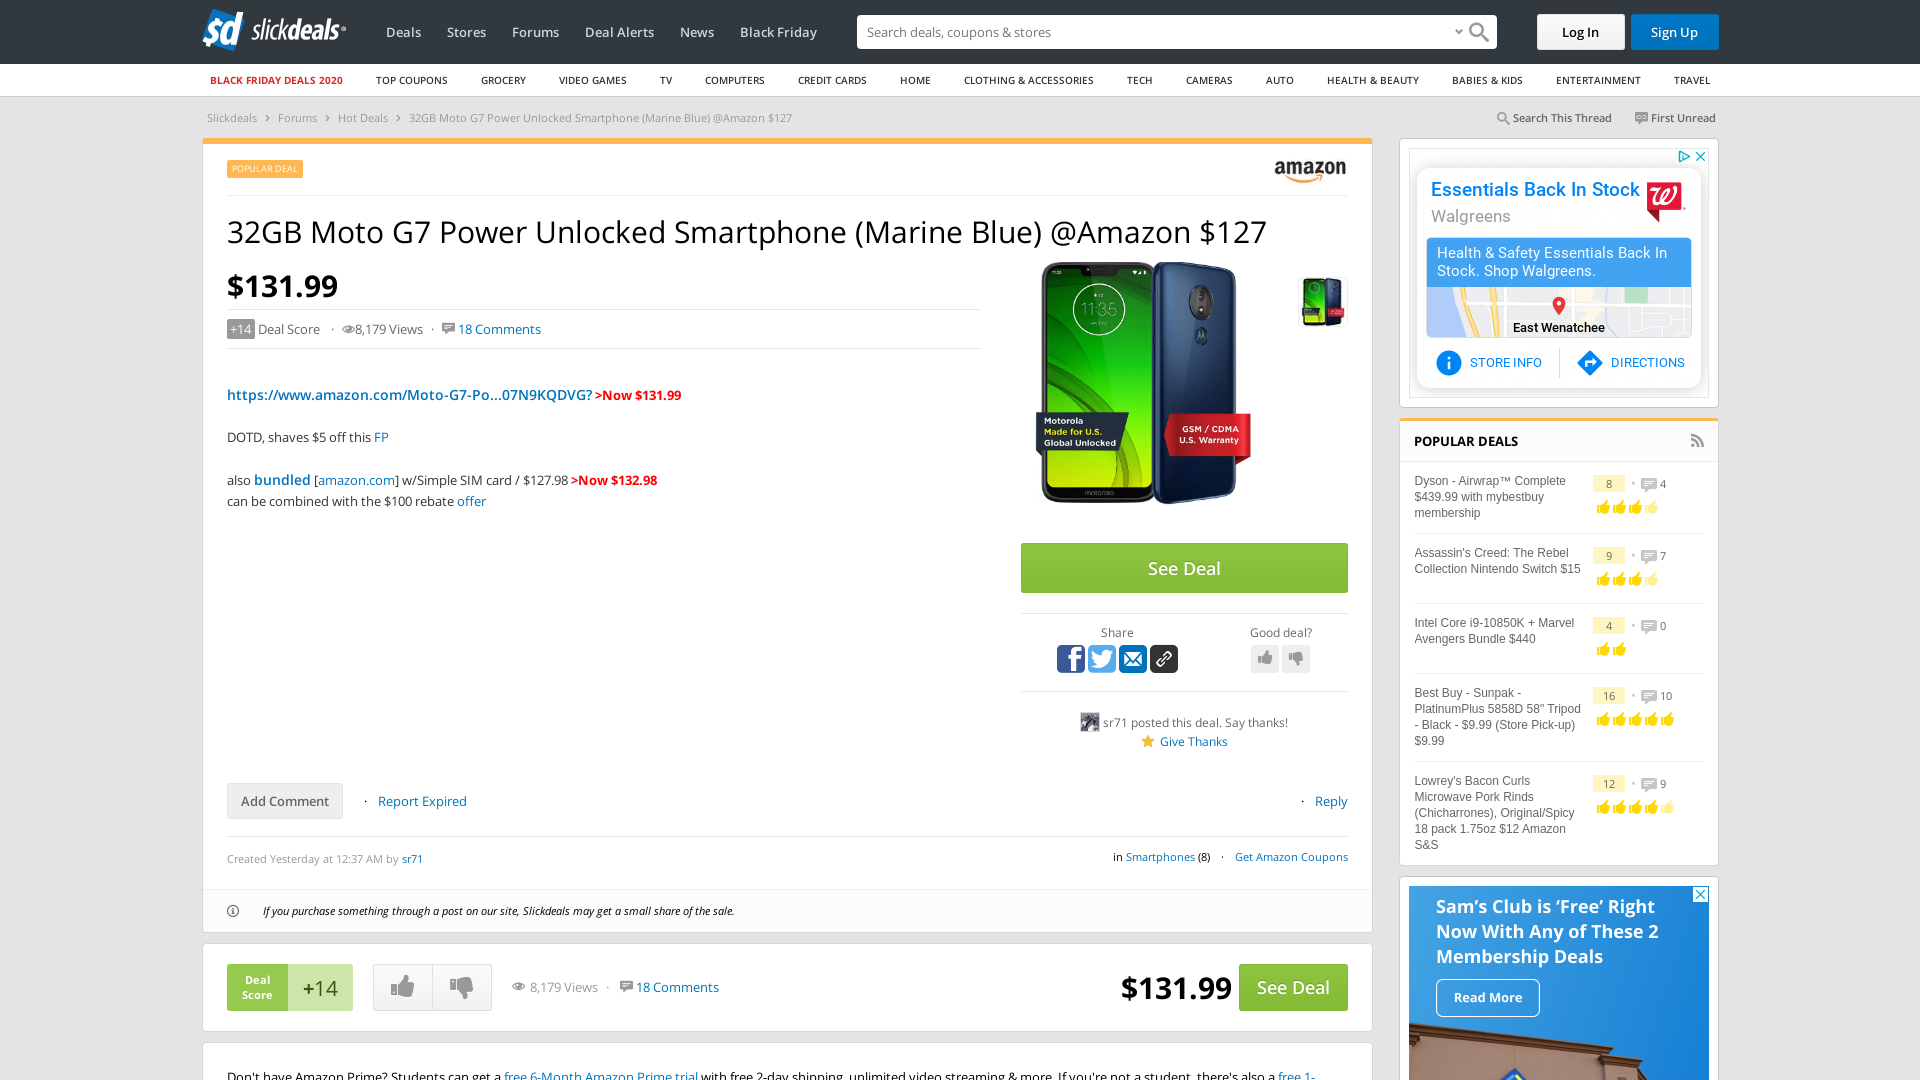 slickdeals
Deals Stores Forums Deal Alerts News Black Friday
Search deals, coupons & shops
Log In
Sign Up
BLACK FRIDAY DEALS 2020 TOP COUPONS GROCERY VIDEO GAMES TV COMPUTERS CREDIT CARDS HOME CLOTHING & ACCESSORIES TECH CAMERAS AUTO HEALTH & BEAUTY BABIES & KIDS ENTERTAINMENT TRAVEL
Slickdeals › Forums › Hot Deals › 32GB Moto G7 Power Unlocked Smartphone (Marine Blue) @Amazon $127
Search This Thread
First Unread
POPULAR DEAL
amazon
32GB Moto G7 Power Unlocked Smartphone (Marine Blue) @Amazon $127
$131.99
+14 Deal Score · 8,179 Views · 18 Comments
https://www.amazon.com/Moto-G7-Po...07N9KQDVG? >Now $131.99
DOTD, shaves $5 off this FP
also bundled [amazon.com] w/Simple SIM card / $127.98 >Now $132.98
can be combined with the $100 rebate offer
11:35
Motorola
Made for U.S.
Global Unlocked
GSM / CDMA
U.S. Warranty
motorola
See Deal
Share
Good deal?
sr71 posted this deal. Say thanks!
Give Thanks
Add Comment
· Report Expired
· Reply
Created Yesterday at 12:37 AM by sr71
in Smartphones (8) · Get Amazon Coupons
If you purchase something through a post on our site, Slickdeals may get a small share of the sale.
Deal
Score
+14
8,179 Views · 18 Comments
$131.99
See Deal
Don't have Amazon Prime? Students can get a free 6-Month Amazon Prime trial with free 2-day shipping, unlimited video streaming & more. If you're not a student, there's also a free 1-
Essentials Back In Stock
Walgreens
Health & Safety Essentials Back In
Stock. Shop Walgreens.
East Wenatchee
STORE INFO
DIRECTIONS
POPULAR DEALS
Dyson - Airwrap™ Complete
$439.99 with mybestbuy
membership
8 · 4
Assassin's Creed: The Rebel
Collection Nintendo Switch $15
9 · 7
Intel Core i9-10850K + Marvel
Avengers Bundle $440
4 · 0
Best Buy - Sunpak -
PlatinumPlus 5858D 58" Tripod
- Black - $9.99 (Store Pick-up)
$9.99
16 · 10
Lowrey's Bacon Curls
Microwave Pork Rinds
(Chicharrones), Original/Spicy
18 pack 1.75oz $12 Amazon
S&S
12 · 9
Sam's Club is ‘Free’ Right
Now With Any of These 2
Membership Deals
Read More